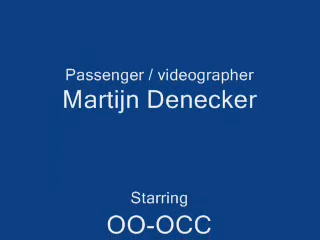 Passenger / videographer
Martijn Denecker
Starring
OO-OCC